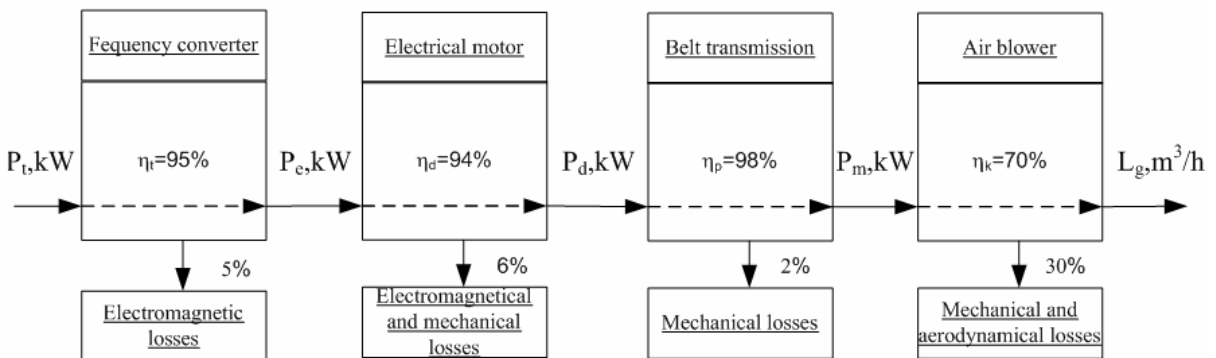 Fequency converter
Electrical motor
Belt transmission
Air blower
P_t,kW
η_t=95%
P_e,kW
η_d=94%
P_d,kW
η_p=98%
P_m,kW
η_k=70%
L_g,m³/h
5%
6%
2%
30%
Electromagnetic
losses
Electromagnetical
and mechanical
losses
Mechanical losses
Mechanical and
aerodynamical losses